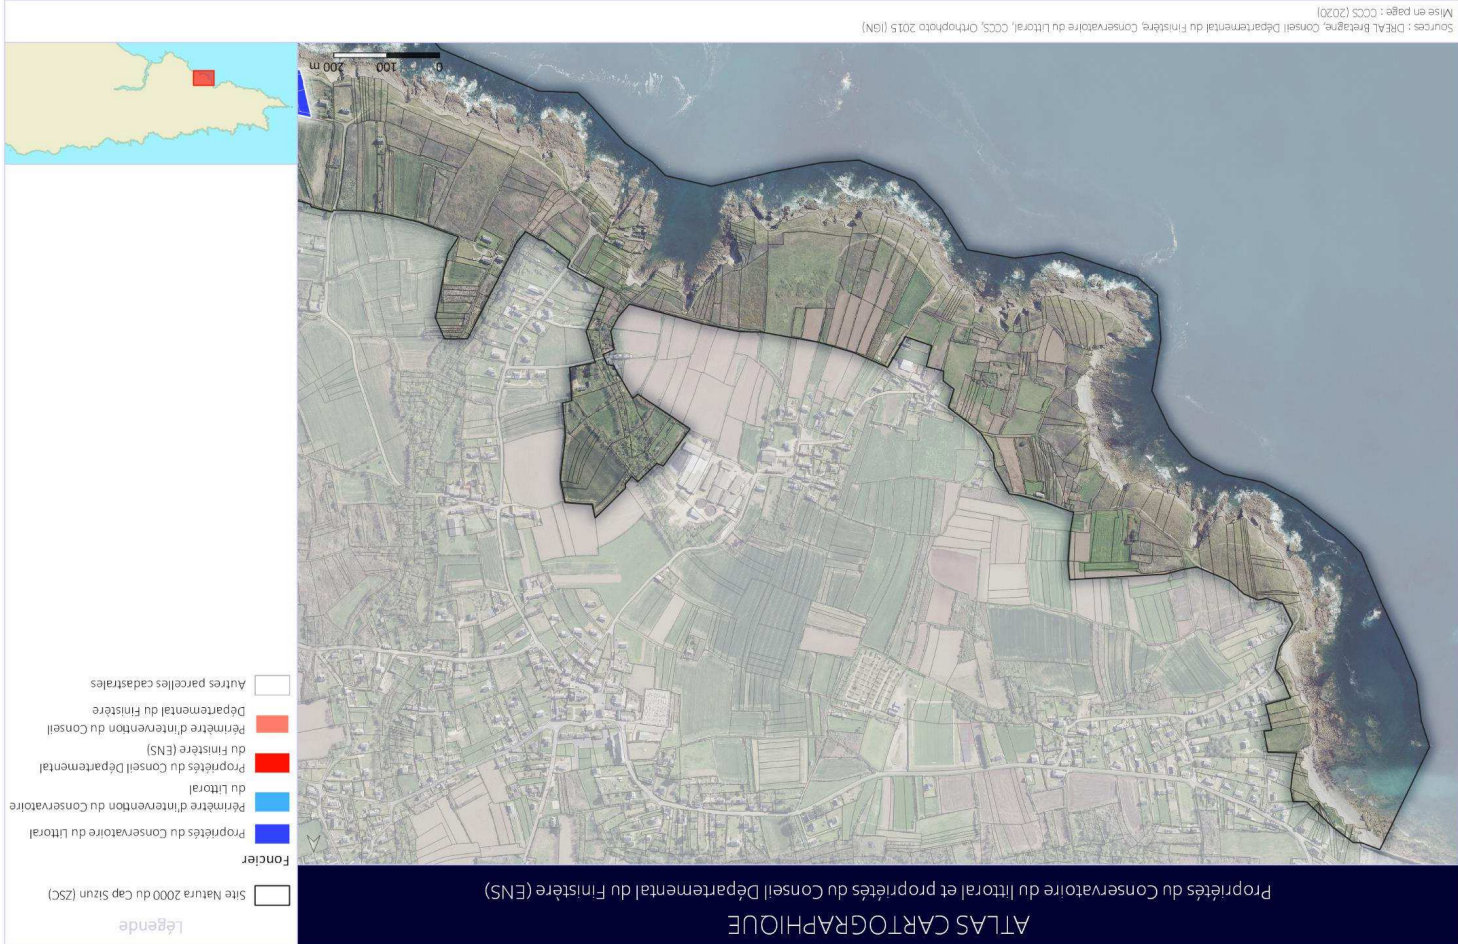 ATLAS CARTOGRAPHIQUE
Propriétés du Conservatoire du littoral et propriétés du Conseil Départemental du Finistère (ENS)
Légende
Site Natura 2000 du Cap Sizun (ZSC)
Foncier
Propriétés du Conservatoire du Littoral
Périmètre d'intervention du Conservatoire
du Littoral
Propriétés du Conseil Départemental
du Finistère (ENS)
Périmètre d'intervention du Conseil
Départemental du Finistère
Autres parcelles cadastrales
0 100 200 m
Sources : DREAL Bretagne, Conseil Départemental du Finistère, Conservatoire du Littoral, CCCS, Orthophoto 2015 (IGN)
Mise en page : CCCS (2020)